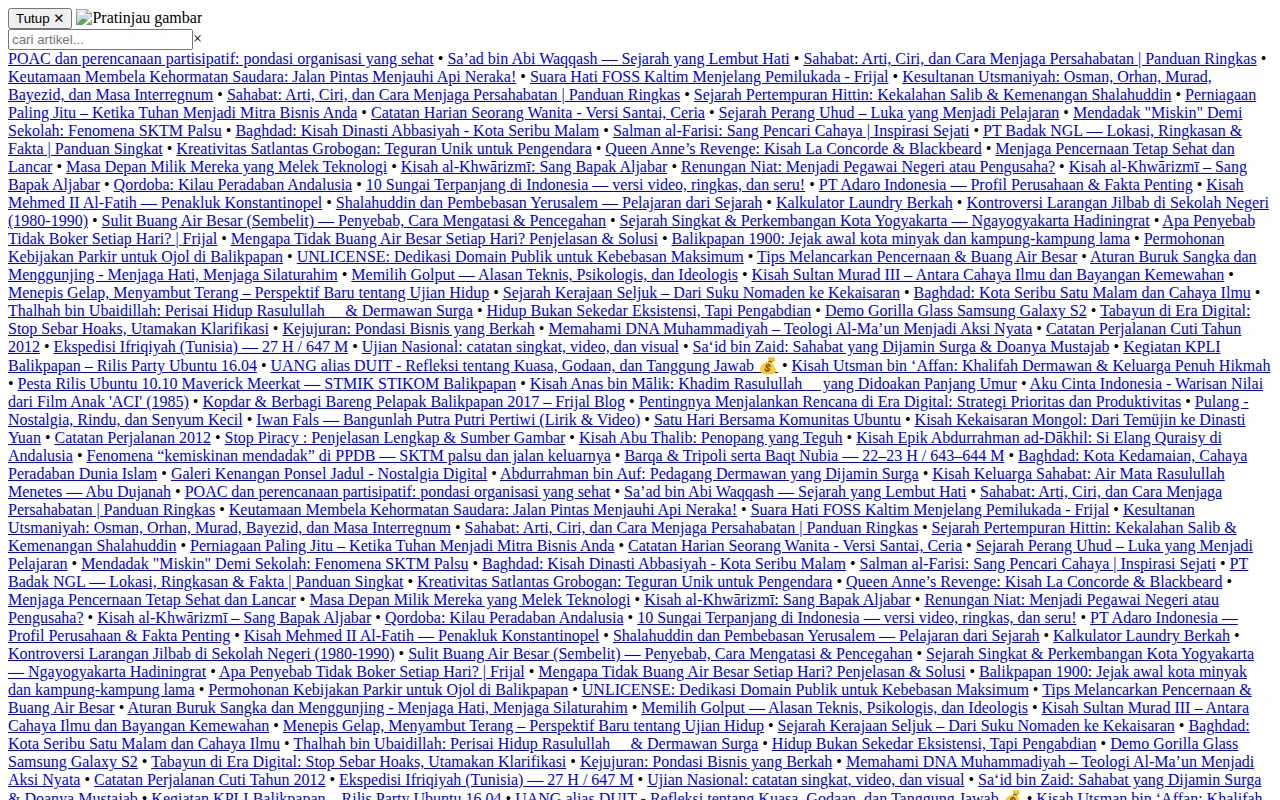 Tutup ✕ Pratinjau gambar
cari artikel... ×
POAC dan perencanaan partisipatif: pondasi organisasi yang sehat • Sa’ad bin Abi Waqqash — Sejarah yang Lembut Hati • Sahabat: Arti, Ciri, dan Cara Menjaga Persahabatan | Panduan Ringkas •
Keutamaan Membela Kehormatan Saudara: Jalan Pintas Menjauhi Api Neraka! • Suara Hati FOSS Kaltim Menjelang Pemilukada - Frijal • Kesultanan Utsmaniyah: Osman, Orhan, Murad,
Bayezid, dan Masa Interregnum • Sahabat: Arti, Ciri, dan Cara Menjaga Persahabatan | Panduan Ringkas • Sejarah Pertempuran Hittin: Kekalahan Salib & Kemenangan Shalahuddin • Perniagaan
Paling Jitu – Ketika Tuhan Menjadi Mitra Bisnis Anda • Catatan Harian Seorang Wanita - Versi Santai, Ceria • Sejarah Perang Uhud – Luka yang Menjadi Pelajaran • Mendadak "Miskin" Demi
Sekolah: Fenomena SKTM Palsu • Baghdad: Kisah Dinasti Abbasiyah - Kota Seribu Malam • Salman al-Farisi: Sang Pencari Cahaya | Inspirasi Sejati • PT Badak NGL — Lokasi, Ringkasan &
Fakta | Panduan Singkat • Kreativitas Satlantas Grobogan: Teguran Unik untuk Pengendara • Queen Anne’s Revenge: Kisah La Concorde & Blackbeard • Menjaga Pencernaan Tetap Sehat dan
Lancar • Masa Depan Milik Mereka yang Melek Teknologi • Kisah al-Khwārizmī: Sang Bapak Aljabar • Renungan Niat: Menjadi Pegawai Negeri atau Pengusaha? • Kisah al-Khwārizmī – Sang
Bapak Aljabar • Qordoba: Kilau Peradaban Andalusia • 10 Sungai Terpanjang di Indonesia — versi video, ringkas, dan seru! • PT Adaro Indonesia — Profil Perusahaan & Fakta Penting • Kisah
Mehmed II Al-Fatih — Penakluk Konstantinopel • Shalahuddin dan Pembebasan Yerusalem — Pelajaran dari Sejarah • Kalkulator Laundry Berkah • Kontroversi Larangan Jilbab di Sekolah Negeri
(1980-1990) • Sulit Buang Air Besar (Sembelit) — Penyebab, Cara Mengatasi & Pencegahan • Sejarah Singkat & Perkembangan Kota Yogyakarta — Ngayogyakarta Hadiningrat • Apa Penyebab
Tidak Boker Setiap Hari? | Frijal • Mengapa Tidak Buang Air Besar Setiap Hari? Penjelasan & Solusi • Balikpapan 1900: Jejak awal kota minyak dan kampung-kampung lama • Permohonan
Kebijakan Parkir untuk Ojol di Balikpapan • UNLICENSE: Dedikasi Domain Publik untuk Kebebasan Maksimum • Tips Melancarkan Pencernaan & Buang Air Besar • Aturan Buruk Sangka dan
Menggunjing - Menjaga Hati, Menjaga Silaturahim • Memilih Golput — Alasan Teknis, Psikologis, dan Ideologis • Kisah Sultan Murad III – Antara Cahaya Ilmu dan Bayangan Kemewahan •
Menepis Gelap, Menyambut Terang – Perspektif Baru tentang Ujian Hidup • Sejarah Kerajaan Seljuk – Dari Suku Nomaden ke Kekaisaran • Baghdad: Kota Seribu Satu Malam dan Cahaya Ilmu •
Thalhah bin Ubaidillah: Perisai Hidup Rasulullah & Dermawan Surga • Hidup Bukan Sekedar Eksistensi, Tapi Pengabdian • Demo Gorilla Glass Samsung Galaxy S2 • Tabayun di Era Digital:
Stop Sebar Hoaks, Utamakan Klarifikasi • Kejujuran: Pondasi Bisnis yang Berkah • Memahami DNA Muhammadiyah – Teologi Al-Ma’un Menjadi Aksi Nyata • Catatan Perjalanan Cuti Tahun
2012 • Ekspedisi Ifriqiyah (Tunisia) — 27 H / 647 M • Ujian Nasional: catatan singkat, video, dan visual • Sa‘id bin Zaid: Sahabat yang Dijamin Surga & Doanya Mustajab • Kegiatan KPLI
Balikpapan – Rilis Party Ubuntu 16.04 • UANG alias DUIT - Refleksi tentang Kuasa, Godaan, dan Tanggung Jawab 💰 • Kisah Utsman bin ‘Affan: Khalifah Dermawan & Keluarga Penuh Hikmah
• Pesta Rilis Ubuntu 10.10 Maverick Meerkat — STMIK STIKOM Balikpapan • Kisah Anas bin Mālik: Khadim Rasulullah yang Didoakan Panjang Umur • Aku Cinta Indonesia - Warisan Nilai
dari Film Anak 'ACI' (1985) • Kopdar & Berbagi Bareng Pelapak Balikpapan 2017 – Frijal Blog • Pentingnya Menjalankan Rencana di Era Digital: Strategi Prioritas dan Produktivitas • Pulang -
Nostalgia, Rindu, dan Senyum Kecil • Iwan Fals — Bangunlah Putra Putri Pertiwi (Lirik & Video) • Satu Hari Bersama Komunitas Ubuntu • Kisah Kekaisaran Mongol: Dari Temüjin ke Dinasti
Yuan • Catatan Perjalanan 2012 • Stop Piracy : Penjelasan Lengkap & Sumber Gambar • Kisah Abu Thalib: Penopang yang Teguh • Kisah Epik Abdurrahman ad-Dākhil: Si Elang Quraisy di
Andalusia • Fenomena “kemiskinan mendadak” di PPDB — SKTM palsu dan jalan keluarnya • Barqa & Tripoli serta Baqt Nubia — 22–23 H / 643–644 M • Baghdad: Kota Kedamaian, Cahaya
Peradaban Dunia Islam • Galeri Kenangan Ponsel Jadul - Nostalgia Digital • Abdurrahman bin Auf: Pedagang Dermawan yang Dijamin Surga • Kisah Keluarga Sahabat: Air Mata Rasulullah
Menetes — Abu Dujanah • POAC dan perencanaan partisipatif: pondasi organisasi yang sehat • Sa’ad bin Abi Waqqash — Sejarah yang Lembut Hati • Sahabat: Arti, Ciri, dan Cara Menjaga
Persahabatan | Panduan Ringkas • Keutamaan Membela Kehormatan Saudara: Jalan Pintas Menjauhi Api Neraka! • Suara Hati FOSS Kaltim Menjelang Pemilukada - Frijal • Kesultanan
Utsmaniyah: Osman, Orhan, Murad, Bayezid, dan Masa Interregnum • Sahabat: Arti, Ciri, dan Cara Menjaga Persahabatan | Panduan Ringkas • Sejarah Pertempuran Hittin: Kekalahan Salib &
Kemenangan Shalahuddin • Perniagaan Paling Jitu – Ketika Tuhan Menjadi Mitra Bisnis Anda • Catatan Harian Seorang Wanita - Versi Santai, Ceria • Sejarah Perang Uhud – Luka yang Menjadi
Pelajaran • Mendadak "Miskin" Demi Sekolah: Fenomena SKTM Palsu • Baghdad: Kisah Dinasti Abbasiyah - Kota Seribu Malam • Salman al-Farisi: Sang Pencari Cahaya | Inspirasi Sejati • PT
Badak NGL — Lokasi, Ringkasan & Fakta | Panduan Singkat • Kreativitas Satlantas Grobogan: Teguran Unik untuk Pengendara • Queen Anne’s Revenge: Kisah La Concorde & Blackbeard •
Menjaga Pencernaan Tetap Sehat dan Lancar • Masa Depan Milik Mereka yang Melek Teknologi • Kisah al-Khwārizmī: Sang Bapak Aljabar • Renungan Niat: Menjadi Pegawai Negeri atau
Pengusaha? • Kisah al-Khwārizmī – Sang Bapak Aljabar • Qordoba: Kilau Peradaban Andalusia • 10 Sungai Terpanjang di Indonesia — versi video, ringkas, dan seru! • PT Adaro Indonesia —
Profil Perusahaan & Fakta Penting • Kisah Mehmed II Al-Fatih — Penakluk Konstantinopel • Shalahuddin dan Pembebasan Yerusalem — Pelajaran dari Sejarah • Kalkulator Laundry Berkah •
Kontroversi Larangan Jilbab di Sekolah Negeri (1980-1990) • Sulit Buang Air Besar (Sembelit) — Penyebab, Cara Mengatasi & Pencegahan • Sejarah Singkat & Perkembangan Kota Yogyakarta
— Ngayogyakarta Hadiningrat • Apa Penyebab Tidak Boker Setiap Hari? | Frijal • Mengapa Tidak Buang Air Besar Setiap Hari? Penjelasan & Solusi • Balikpapan 1900: Jejak awal kota minyak
dan kampung-kampung lama • Permohonan Kebijakan Parkir untuk Ojol di Balikpapan • UNLICENSE: Dedikasi Domain Publik untuk Kebebasan Maksimum • Tips Melancarkan Pencernaan &
Buang Air Besar • Aturan Buruk Sangka dan Menggunjing - Menjaga Hati, Menjaga Silaturahim • Memilih Golput — Alasan Teknis, Psikologis, dan Ideologis • Kisah Sultan Murad III – Antara
Cahaya Ilmu dan Bayangan Kemewahan • Menepis Gelap, Menyambut Terang – Perspektif Baru tentang Ujian Hidup • Sejarah Kerajaan Seljuk – Dari Suku Nomaden ke Kekaisaran • Baghdad:
Kota Seribu Satu Malam dan Cahaya Ilmu • Thalhah bin Ubaidillah: Perisai Hidup Rasulullah & Dermawan Surga • Hidup Bukan Sekedar Eksistensi, Tapi Pengabdian • Demo Gorilla Glass
Samsung Galaxy S2 • Tabayun di Era Digital: Stop Sebar Hoaks, Utamakan Klarifikasi • Kejujuran: Pondasi Bisnis yang Berkah • Memahami DNA Muhammadiyah – Teologi Al-Ma’un Menjadi
Aksi Nyata • Catatan Perjalanan Cuti Tahun 2012 • Ekspedisi Ifriqiyah (Tunisia) — 27 H / 647 M • Ujian Nasional: catatan singkat, video, dan visual • Sa‘id bin Zaid: Sahabat yang Dijamin Surga
& Doanya Mustajab • Kegiatan KPLI Balikpapan – Rilis Party Ubuntu 16.04 • UANG alias DUIT - Refleksi tentang Kuasa, Godaan, dan Tanggung Jawab 💰 • Kisah Utsman bin ‘Affan: Khalifah